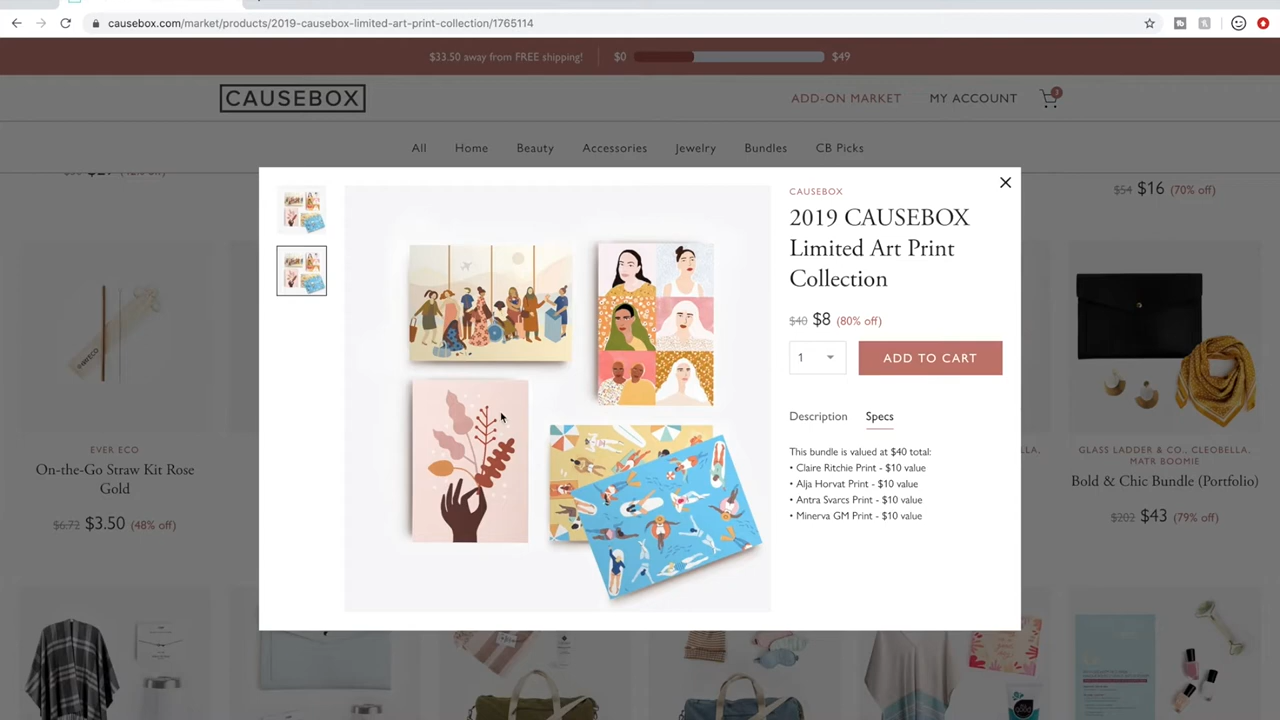 causebox.com/market/products/2019-causebox-limited-art-print-collection/1765114
$33.50 away from FREE shipping! $0 $49
CAUSEBOX
ADD-ON MARKET MY ACCOUNT 3
All Home Beauty Accessories Jewelry Bundles CB Picks
(70% off)
$54 $16
CAUSEBOX
2019 CAUSEBOX
Limited Art Print
Collection
$40 $8 (80% off)
1 ADD TO CART
Description Specs
This bundle is valued at $40 total:
• Claire Ritchie Print - $10 value
• Alja Horvat Print - $10 value
• Antra Svarcs Print - $10 value
• Minerva GM Print - $10 value
EVER ECO
On-the-Go Straw Kit Rose
Gold
$6.72 $3.50 (48% off)
GLASS LADDER & CO., CLEOBELLA,
MATR BOOMIE
Bold & Chic Bundle (Portfolio)
$202 $43 (79% off)